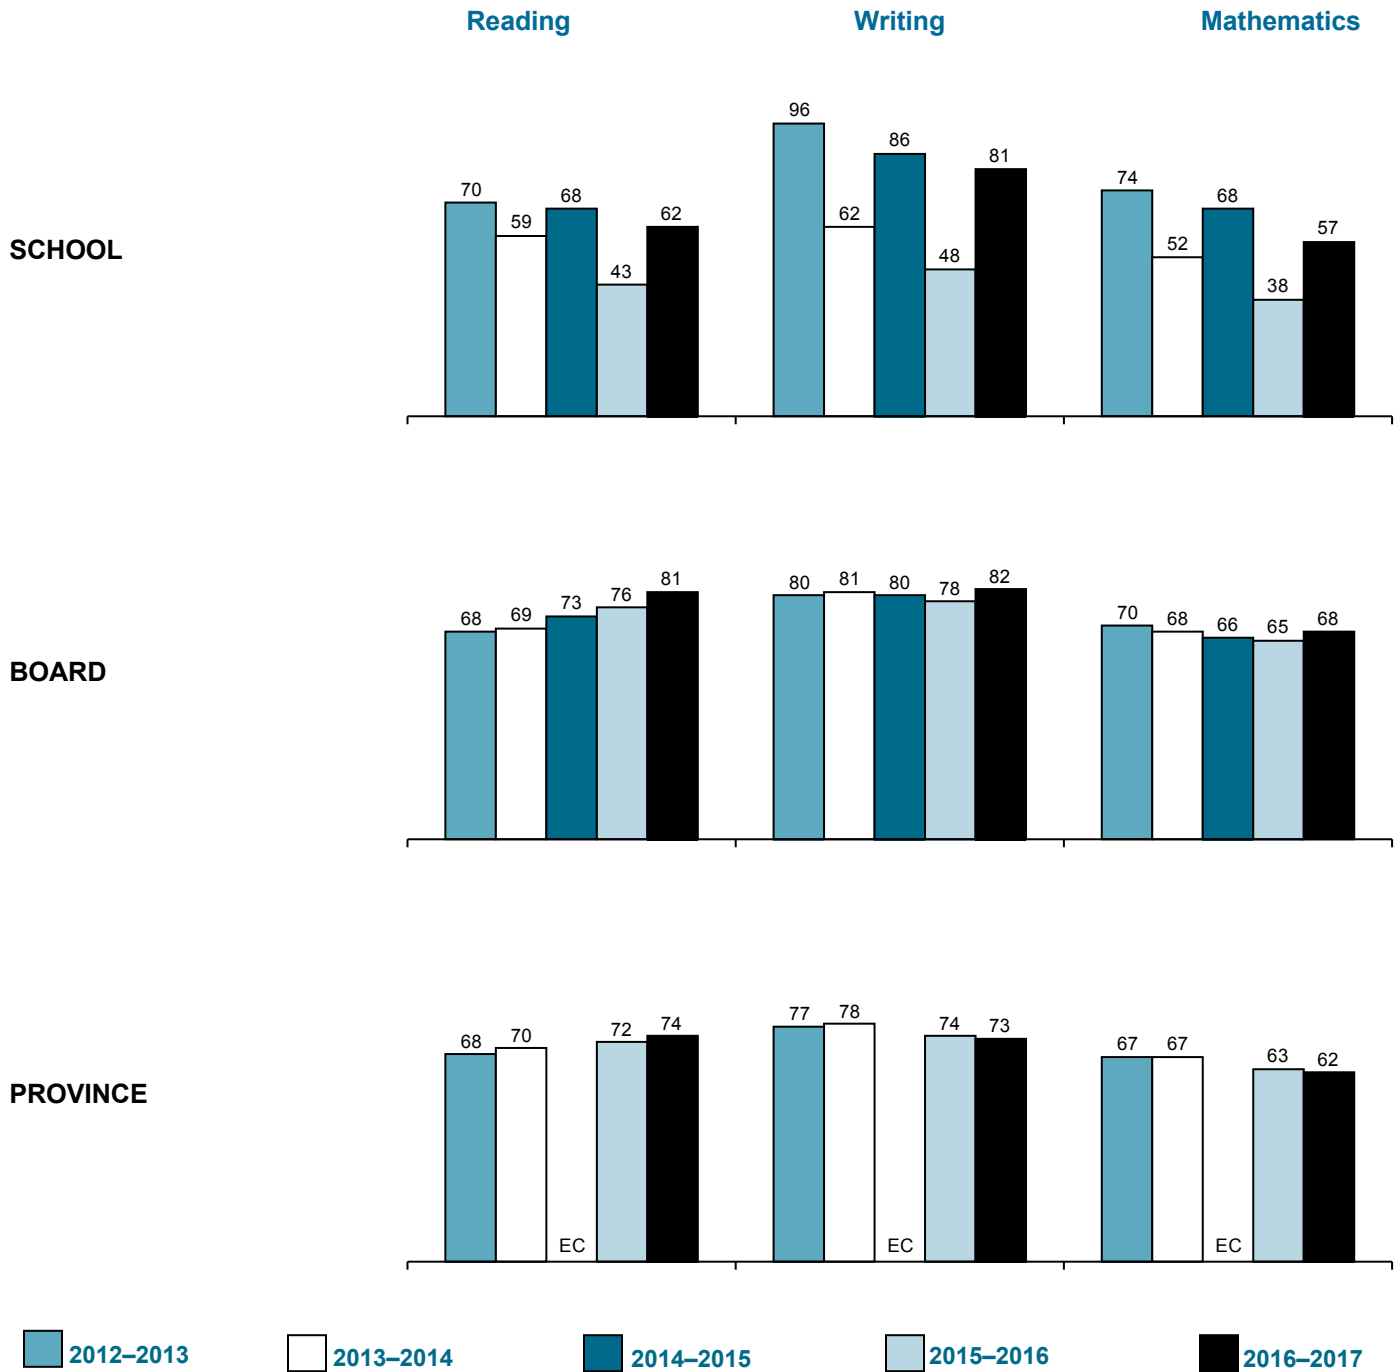 Reading Writing Mathematics
SCHOOL
70 59 68 43 62 96 62 86 48 81 74 52 68 38 57
BOARD
68 69 73 76 81 80 81 80 78 82 70 68 66 65 68
PROVINCE
68 70 EC 72 74 77 78 EC 74 73 67 67 EC 63 62
2012–2013 2013–2014 2014–2015 2015–2016 2016–2017